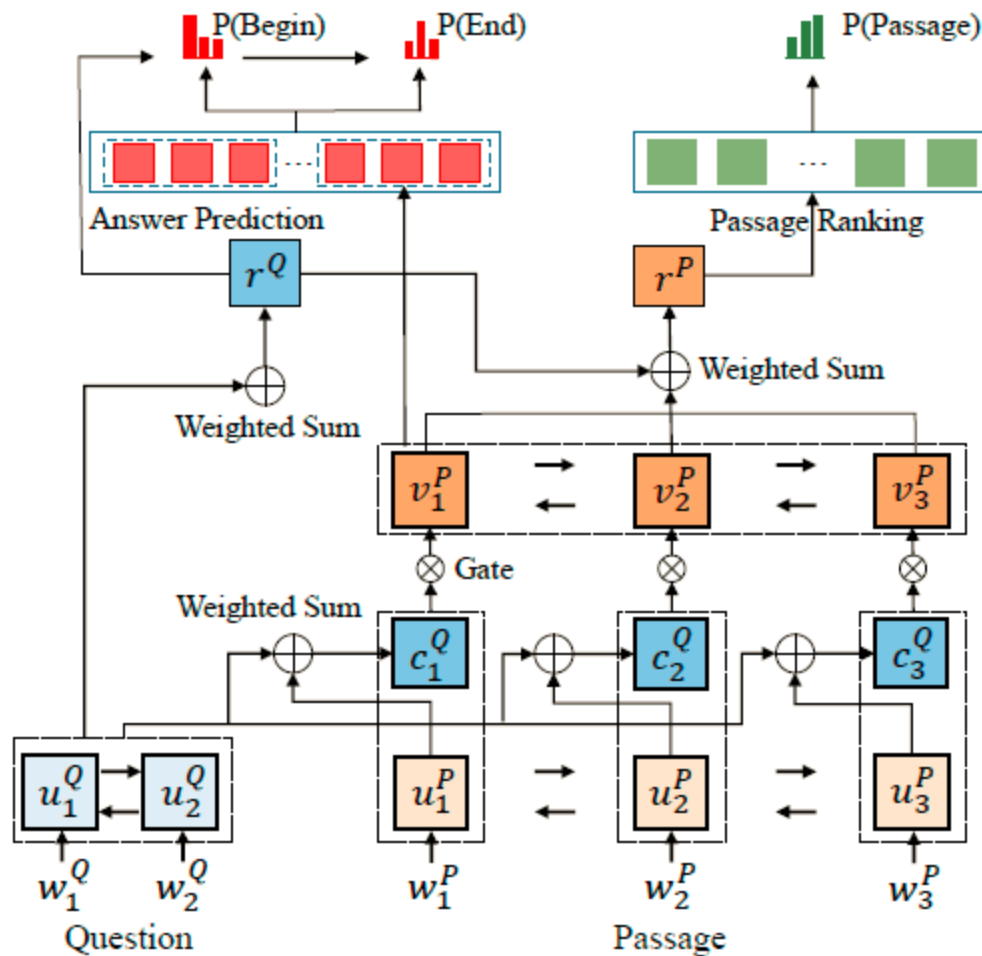 P(Begin) P(End) P(Passage)
... ...
Answer Prediction Passage Ranking
r^Q r^P
Weighted Sum
Weighted Sum
v_1^P v_2^P v_3^P
Gate
Weighted Sum
c_1^Q c_2^Q c_3^Q
u_1^Q u_2^Q u_1^P u_2^P u_3^P
w_1^Q w_2^Q w_1^P w_2^P w_3^P
Question Passage